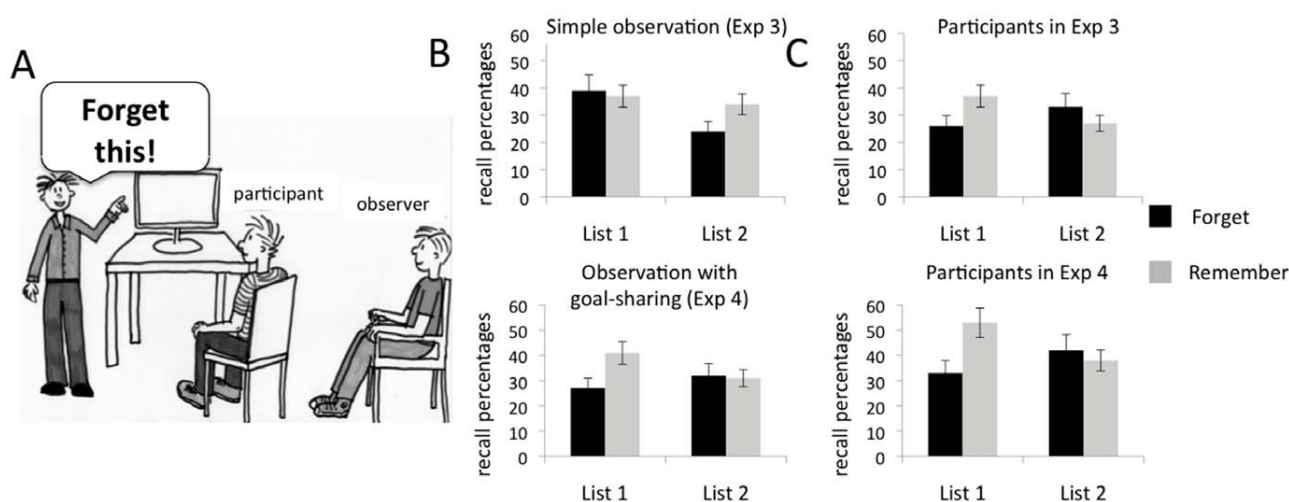 A
Forget
this!
participant
observer
B
Simple observation (Exp 3)
recall percentages
60
50
40
30
20
10
0
List 1
List 2
Observation with
goal-sharing (Exp 4)
recall percentages
60
50
40
30
20
10
0
List 1
List 2
C
Participants in Exp 3
recall percentages
60
50
40
30
20
10
0
List 1
List 2
Participants in Exp 4
recall percentages
60
50
40
30
20
10
0
List 1
List 2
Forget
Remember